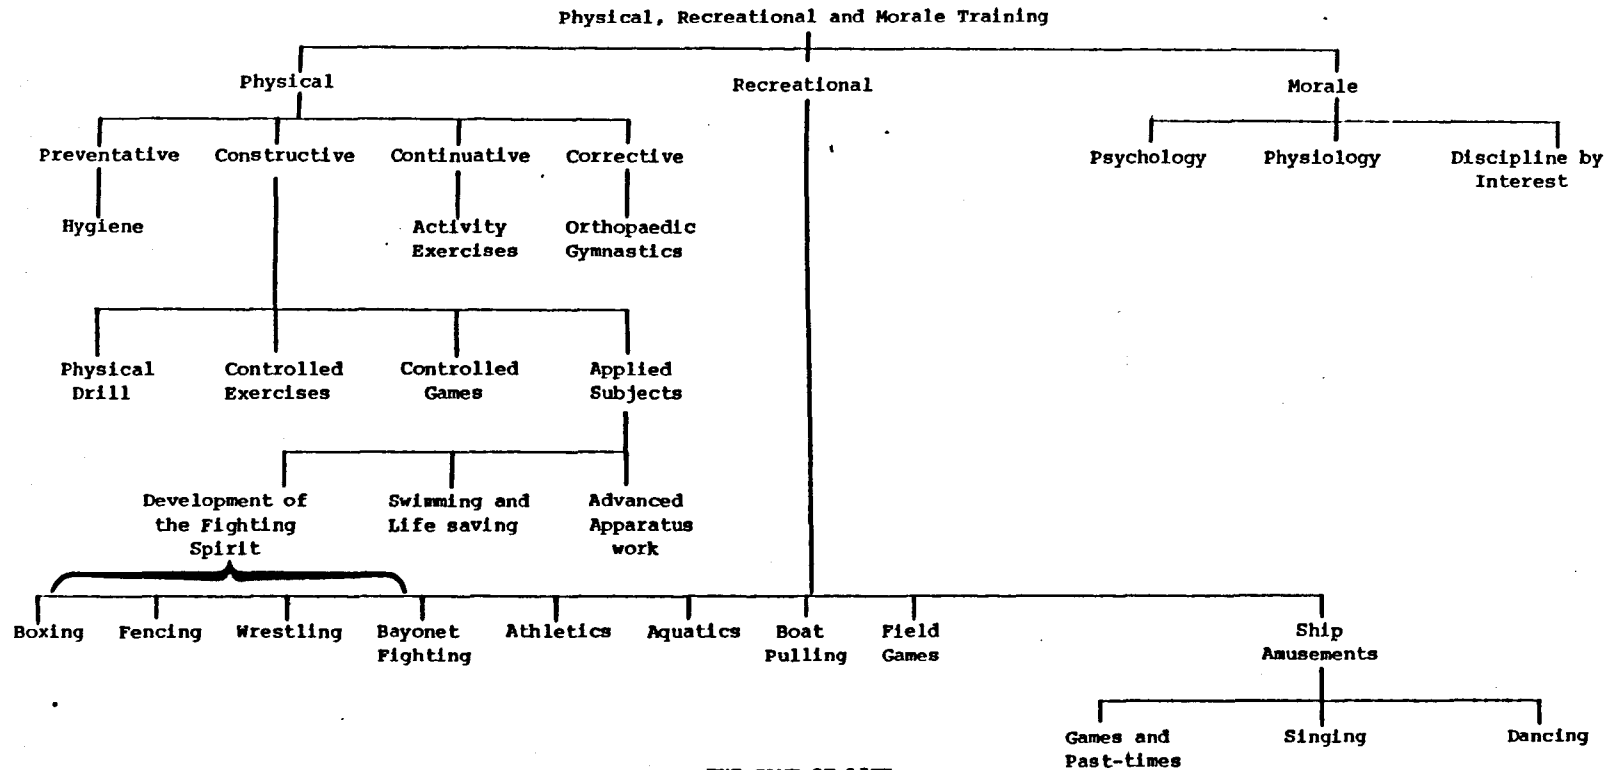 Physical, Recreational and Morale Training
Physical
Recreational
Morale
Preventative
Constructive
Continuative
Corrective
Psychology
Physiology
Discipline by
Interest
Hygiene
Activity
Exercises
Orthopaedic
Gymnastics
Physical
Drill
Controlled
Exercises
Controlled
Games
Applied
Subjects
Development of
the Fighting
Spirit
Swimming and
Life saving
Advanced
Apparatus
work
Boxing
Fencing
Wrestling
Bayonet
Fighting
Athletics
Aquatics
Boat
Pulling
Field
Games
Ship
Amusements
Games and
Past-times
Singing
Dancing